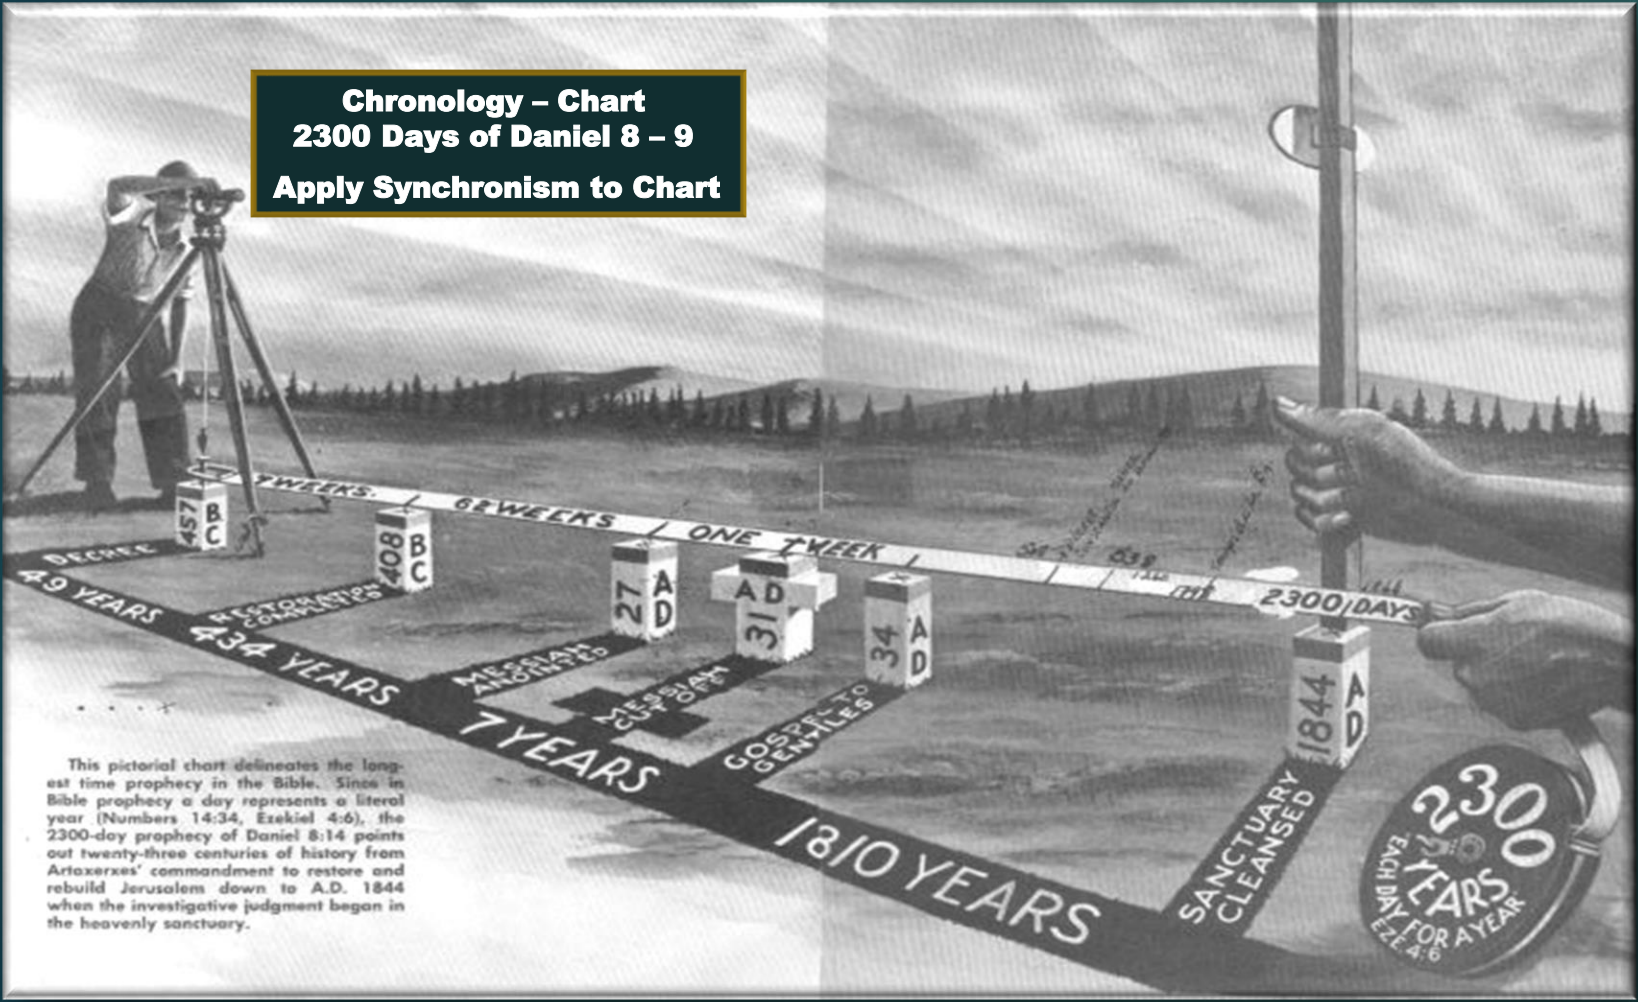 Chronology – Chart
2300 Days of Daniel 8 – 9
Apply Synchronism to Chart
7 WEEKS.
62 WEEKS
ONE WEEK
2300 DAYS
457 BC
408 BC
27 AD
AD 31
34 AD
1844 AD
DECREE
RESTORATION
COMPLETED
MESSIAH
ANOINTED
MESSIAH
CUT OFF
GOSPEL TO
GENTILES
SANCTUARY
CLEANSED
49 YEARS
434 YEARS
7 YEARS
1810 YEARS
2300
YEARS
"EACH DAY FOR A YEAR"
EZE 4:6
This pictorial chart delineates the long-
est time prophecy in the Bible. Since in
Bible prophecy a day represents a literal
year (Numbers 14:34, Ezekiel 4:6), the
2300-day prophecy of Daniel 8:14 points
out twenty-three centuries of history from
Artaxerxes' commandment to restore and
rebuild Jerusalem down to A.D. 1844
when the investigative judgment began in
the heavenly sanctuary.